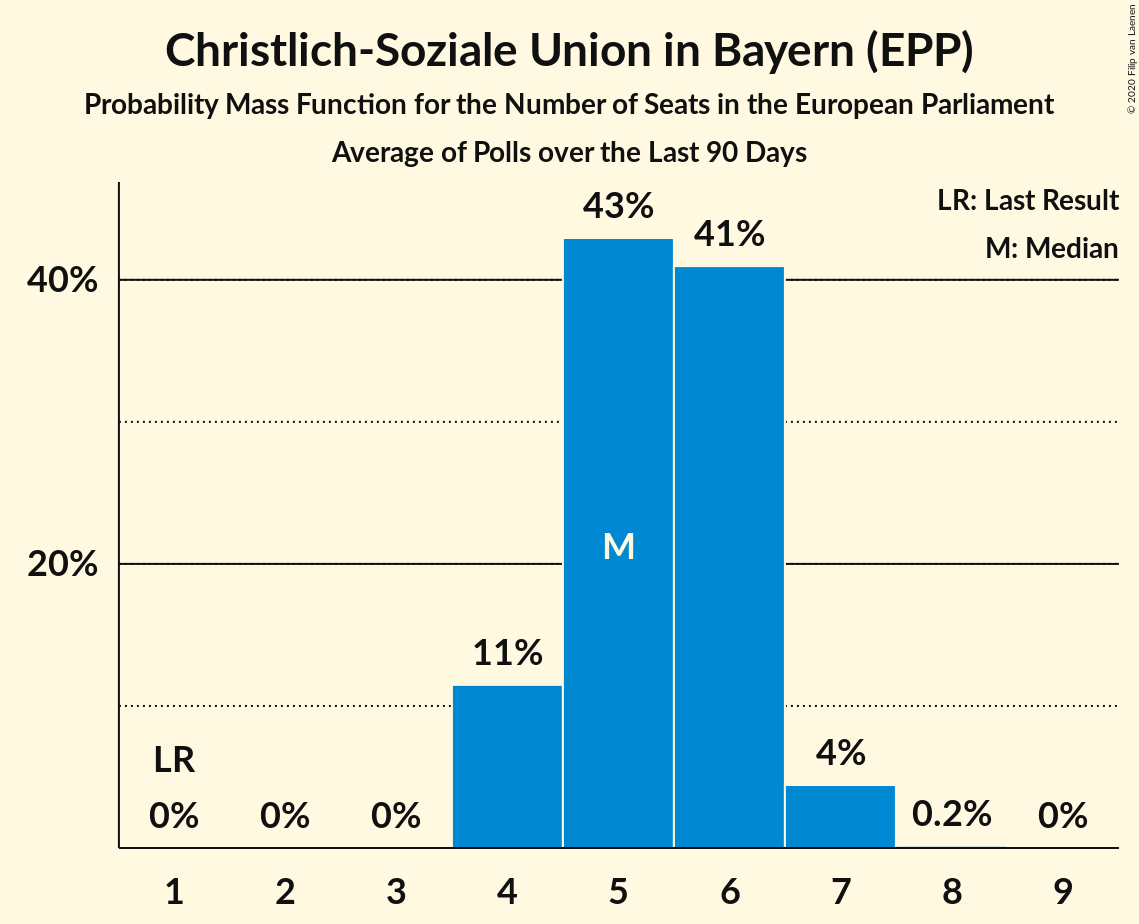 Christlich-Soziale Union in Bayern (EPP)
Probability Mass Function for the Number of Seats in the European Parliament
Average of Polls over the Last 90 Days
© 2020 Filip van Laenen
LR: Last Result
M: Median
43%
41%
40%
M
20%
11%
4%
LR
0%
0%
0%
0.2%
0%
1 2 3 4 5 6 7 8 9